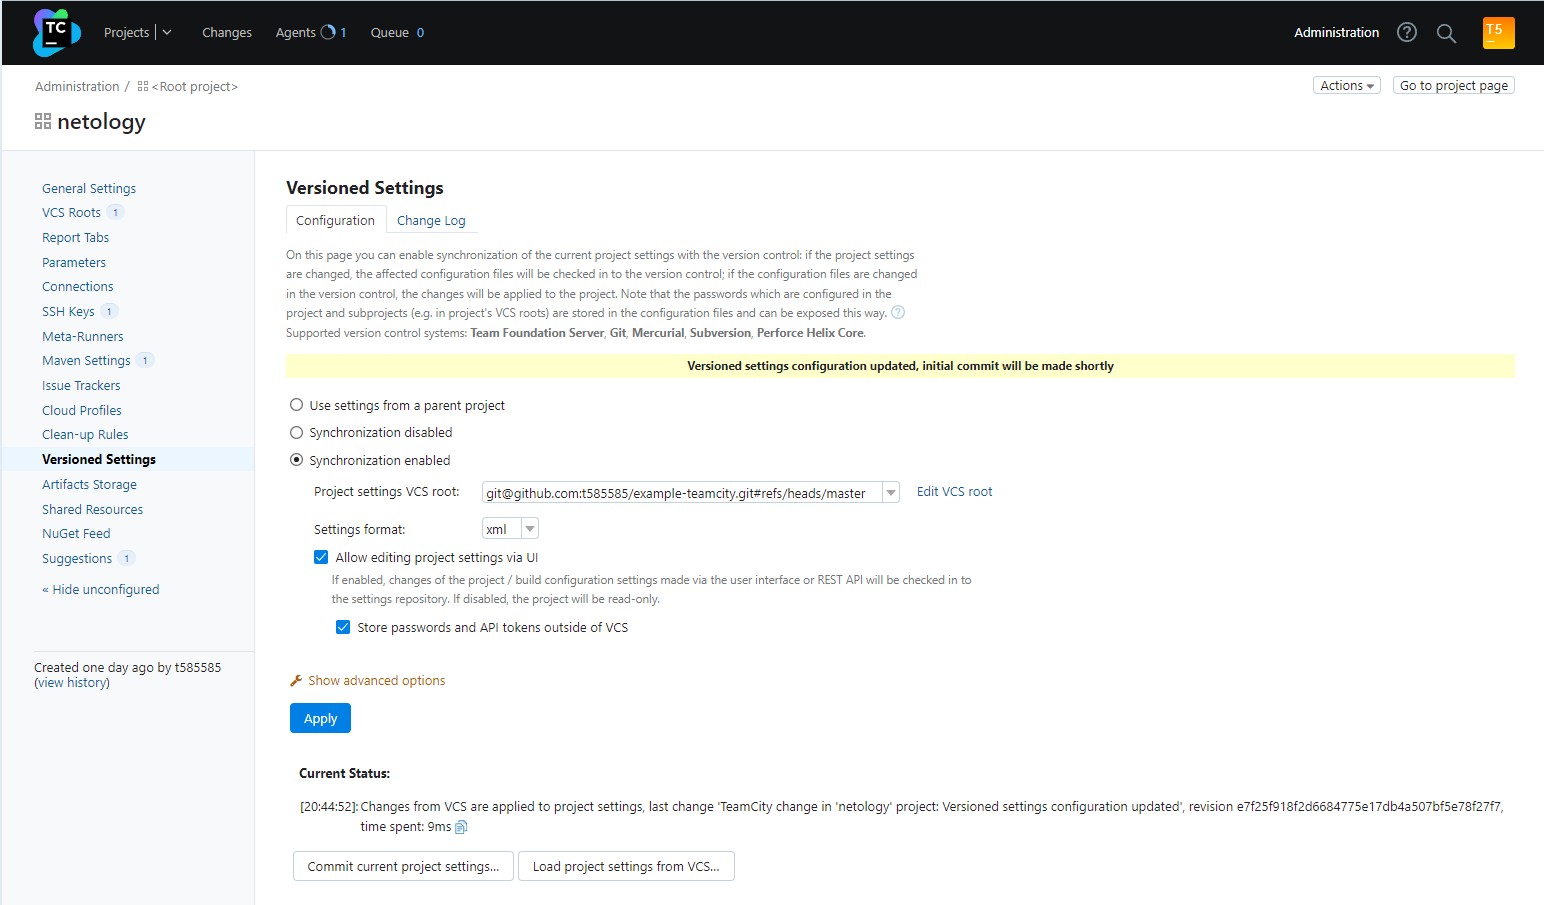 TC
Projects
Changes
Agents 1
Queue 0
Administration
T5
Administration / <Root project>
Actions
Go to project page
netology
General Settings
VCS Roots 1
Report Tabs
Parameters
Connections
SSH Keys 1
Meta-Runners
Maven Settings 1
Issue Trackers
Cloud Profiles
Clean-up Rules
Versioned Settings
Artifacts Storage
Shared Resources
NuGet Feed
Suggestions 1
« Hide unconfigured
Created one day ago by t585585
(view history)
Versioned Settings
Configuration
Change Log
On this page you can enable synchronization of the current project settings with the version control: if the project settings
are changed, the affected configuration files will be checked in to the version control; if the configuration files are changed
in the version control, the changes will be applied to the project. Note that the passwords which are configured in the
project and subprojects (e.g. in project's VCS roots) are stored in the configuration files and can be exposed this way. ?
Supported version control systems: Team Foundation Server, Git, Mercurial, Subversion, Perforce Helix Core.
Versioned settings configuration updated, initial commit will be made shortly
Use settings from a parent project
Synchronization disabled
Synchronization enabled
Project settings VCS root: git@github.com:t585585/example-teamcity.git#refs/heads/master Edit VCS root
Settings format: xml
Allow editing project settings via UI
If enabled, changes of the project / build configuration settings made via the user interface or REST API will be checked in to
the settings repository. If disabled, the project will be read-only.
Store passwords and API tokens outside of VCS
Show advanced options
Apply
Current Status:
[20:44:52]: Changes from VCS are applied to project settings, last change 'TeamCity change in 'netology' project: Versioned settings configuration updated', revision e7f25f918f2d6684775e17db4a507bf5e78f27f7,
time spent: 9ms
Commit current project settings...
Load project settings from VCS...